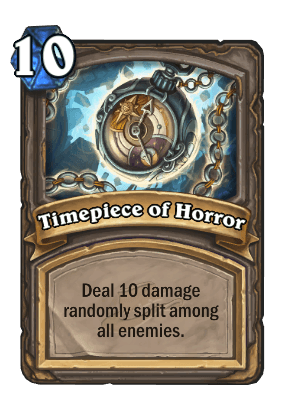 10
Timepiece of Horror
Deal 10 damage
randomly split among
all enemies.